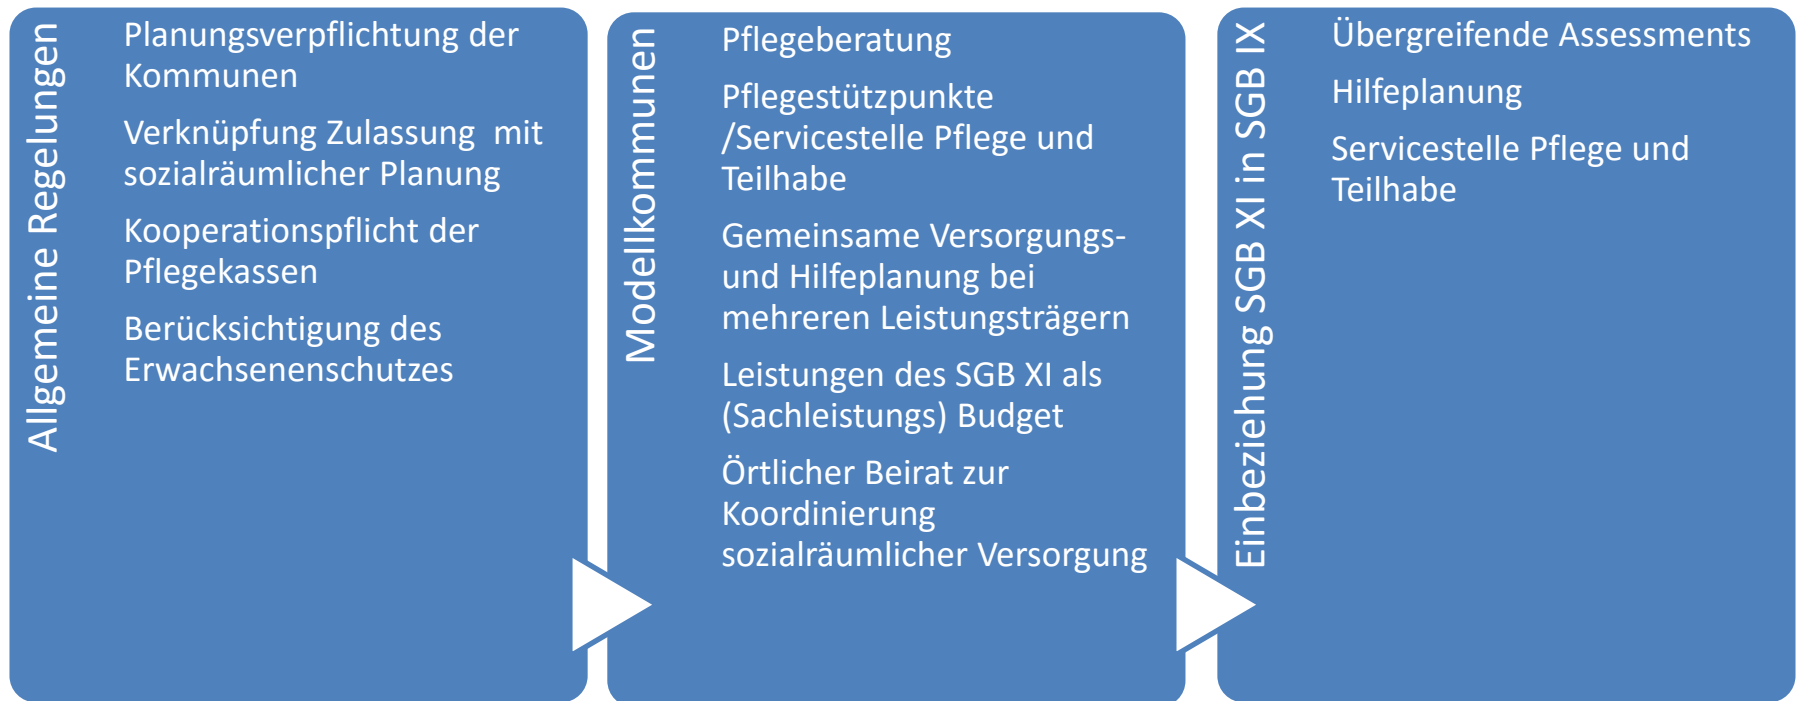 Allgemeine Regelungen
Planungsverpflichtung der
Kommunen
Verknüpfung Zulassung mit
sozialräumlicher Planung
Kooperationspflicht der
Pflegekassen
Berücksichtigung des
Erwachsenenschutzes
Modellkommunen
Pflegeberatung
Pflegestützpunkte
/Servicestelle Pflege und
Teilhabe
Gemeinsame Versorgungs-
und Hilfeplanung bei
mehreren Leistungsträgern
Leistungen des SGB XI als
(Sachleistungs) Budget
Örtlicher Beirat zur
Koordinierung
sozialräumlicher Versorgung
Einbeziehung SGB XI in SGB IX
Übergreifende Assessments
Hilfeplanung
Servicestelle Pflege und
Teilhabe